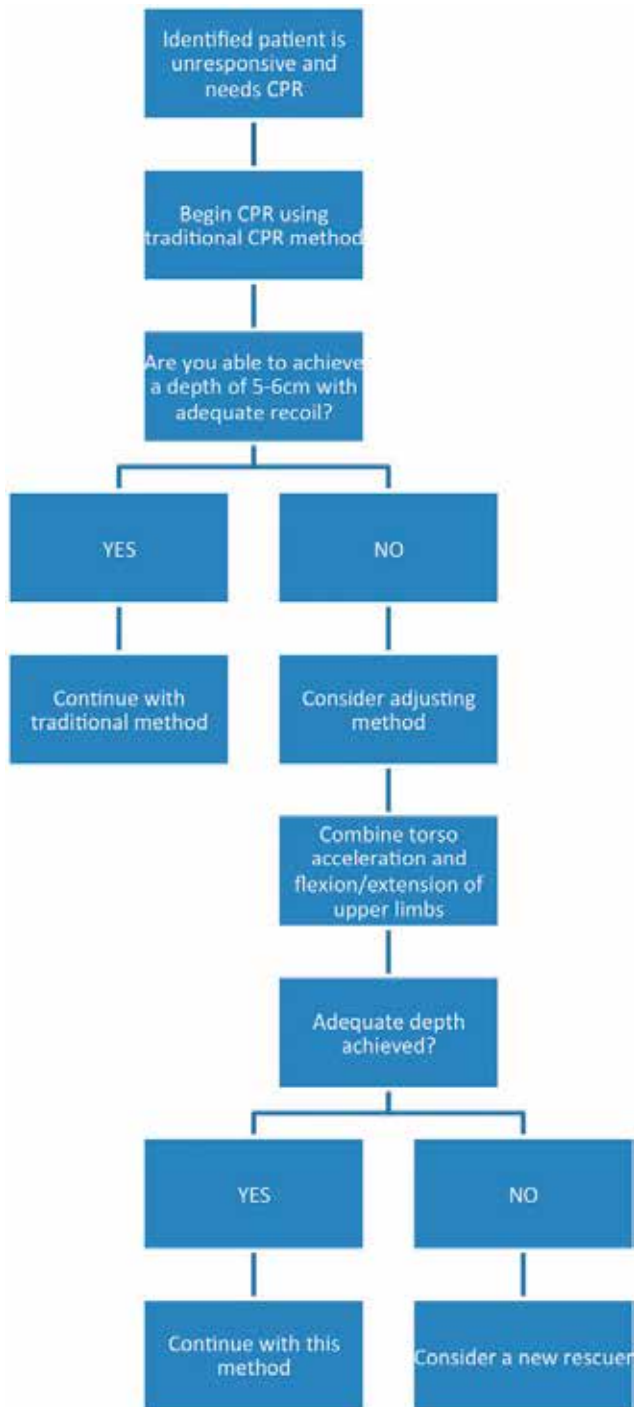 Identified patient is
unresponsive and
needs CPR
Begin CPR using
traditional CPR method
Are you able to achieve
a depth of 5-6cm with
adequate recoil?
YES
NO
Continue with
traditional method
Consider adjusting
method
Combine torso
acceleration and
flexion/extension of
upper limbs
Adequate depth
achieved?
YES
NO
Continue with this
method
Consider a new rescuer